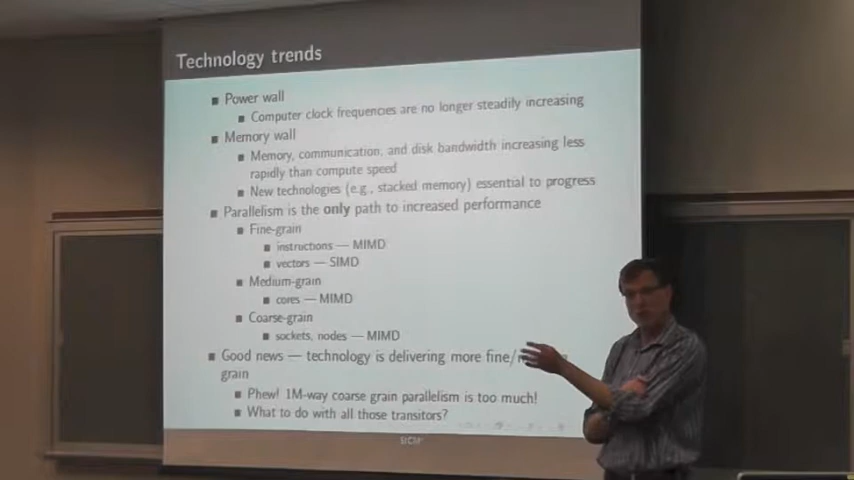 Technology trends
Power wall
Computer clock frequencies are no longer steadily increasing
Memory wall
Memory, communication, and disk bandwidth increasing less
rapidly than compute speed
New technologies (e.g., stacked memory) essential to progress
Parallelism is the only path to increased performance
Fine-grain
instructions — MIMD
vectors — SIMD
Medium-grain
cores — MIMD
Coarse-grain
sockets, nodes — MIMD
Good news — technology is delivering more fine/
grain
Phew! 1M-way coarse grain parallelism is too much!
What to do with all those transitors?